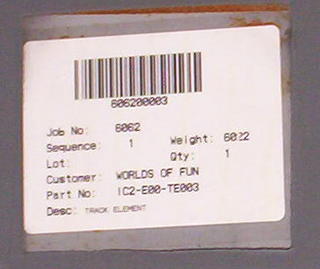 606200003
Job No: 6062
Sequence: 1 Weight: 6022
Lot: Qty: 1
Customer: WORLDS OF FUN
Part No: IC2-E00-TE003
Desc: TRACK ELEMENT